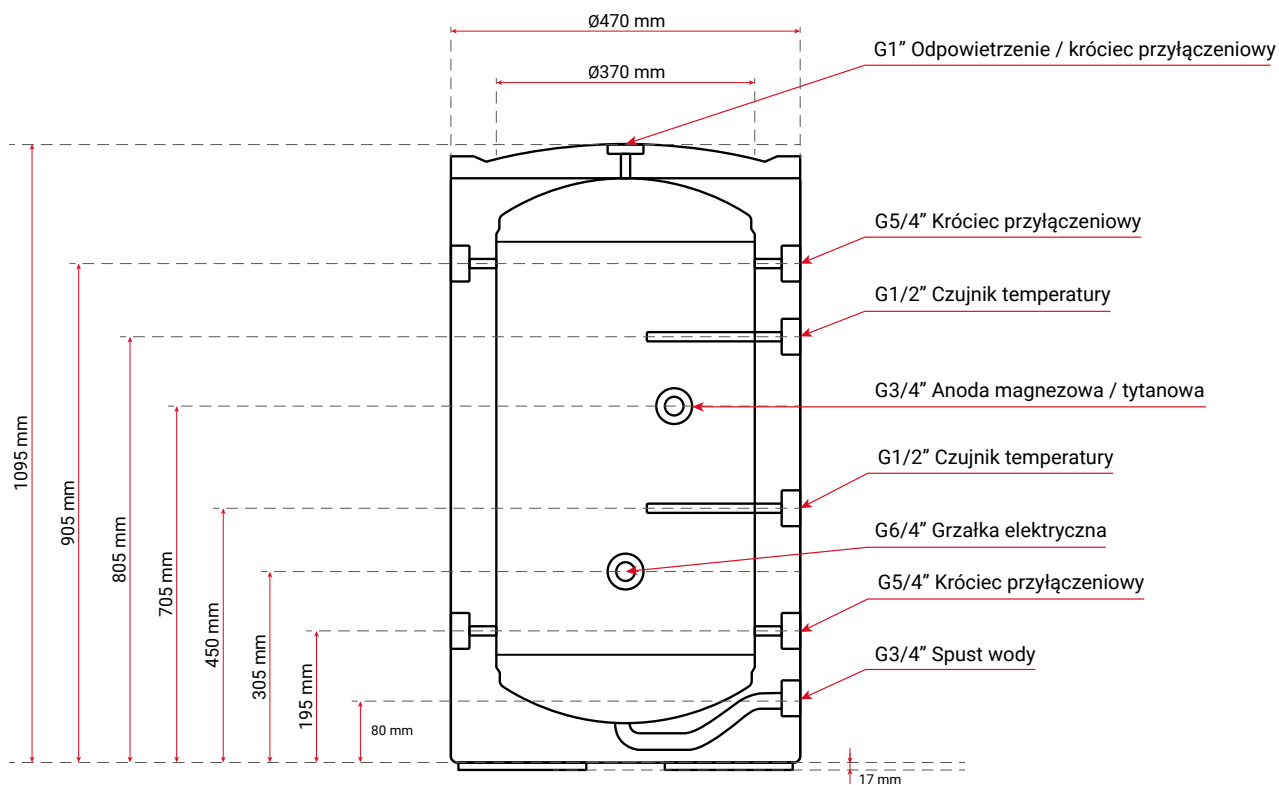 Ø470 mm
G1” Odpowietrzenie / króciec przyłączeniowy
Ø370 mm
G5/4” Króciec przyłączeniowy
G1/2” Czujnik temperatury
G3/4” Anoda magnezowa / tytanowa
G1/2” Czujnik temperatury
G6/4” Grzałka elektryczna
G5/4” Króciec przyłączeniowy
G3/4” Spust wody
1095 mm
905 mm
805 mm
705 mm
450 mm
305 mm
195 mm
80 mm
17 mm